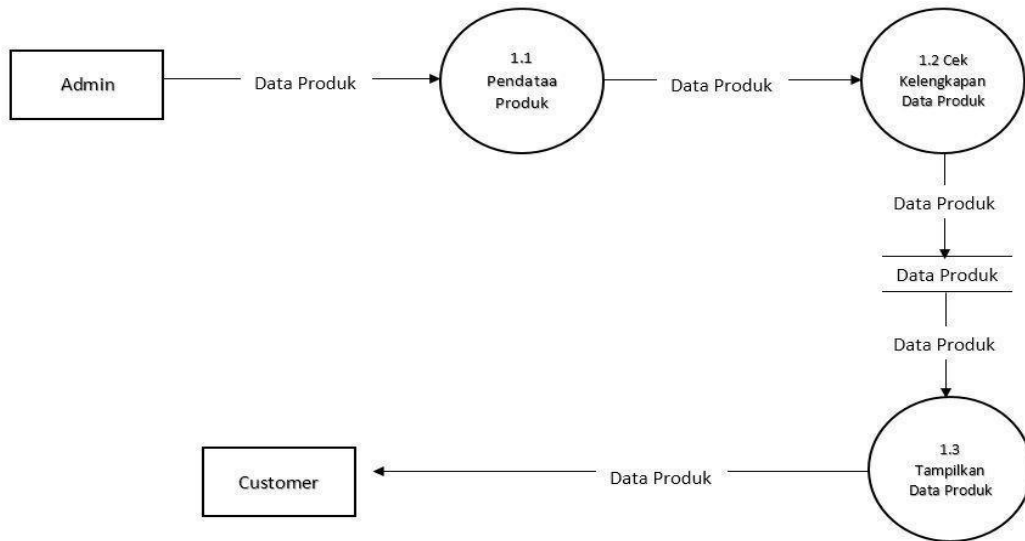 Admin
Data Produk
1.1
Pendataa
Produk
Data Produk
1.2 Cek
Kelengkapan
Data Produk
Data Produk
Data Produk
Data Produk
1.3
Tampilkan
Data Produk
Data Produk
Customer